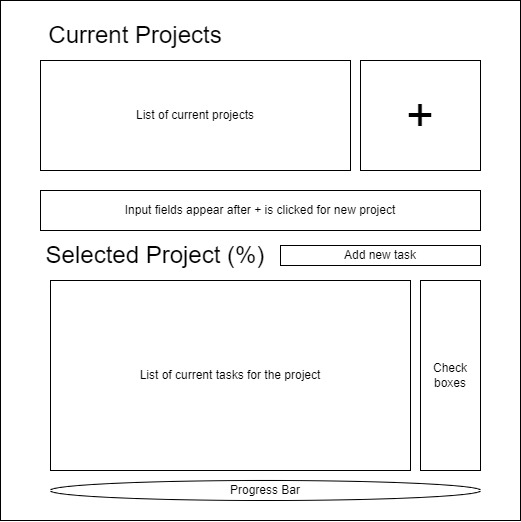 Current Projects
List of current projects
+
Input fields appear after + is clicked for new project
Selected Project (%)
Add new task
List of current tasks for the project
Check
boxes
Progress Bar